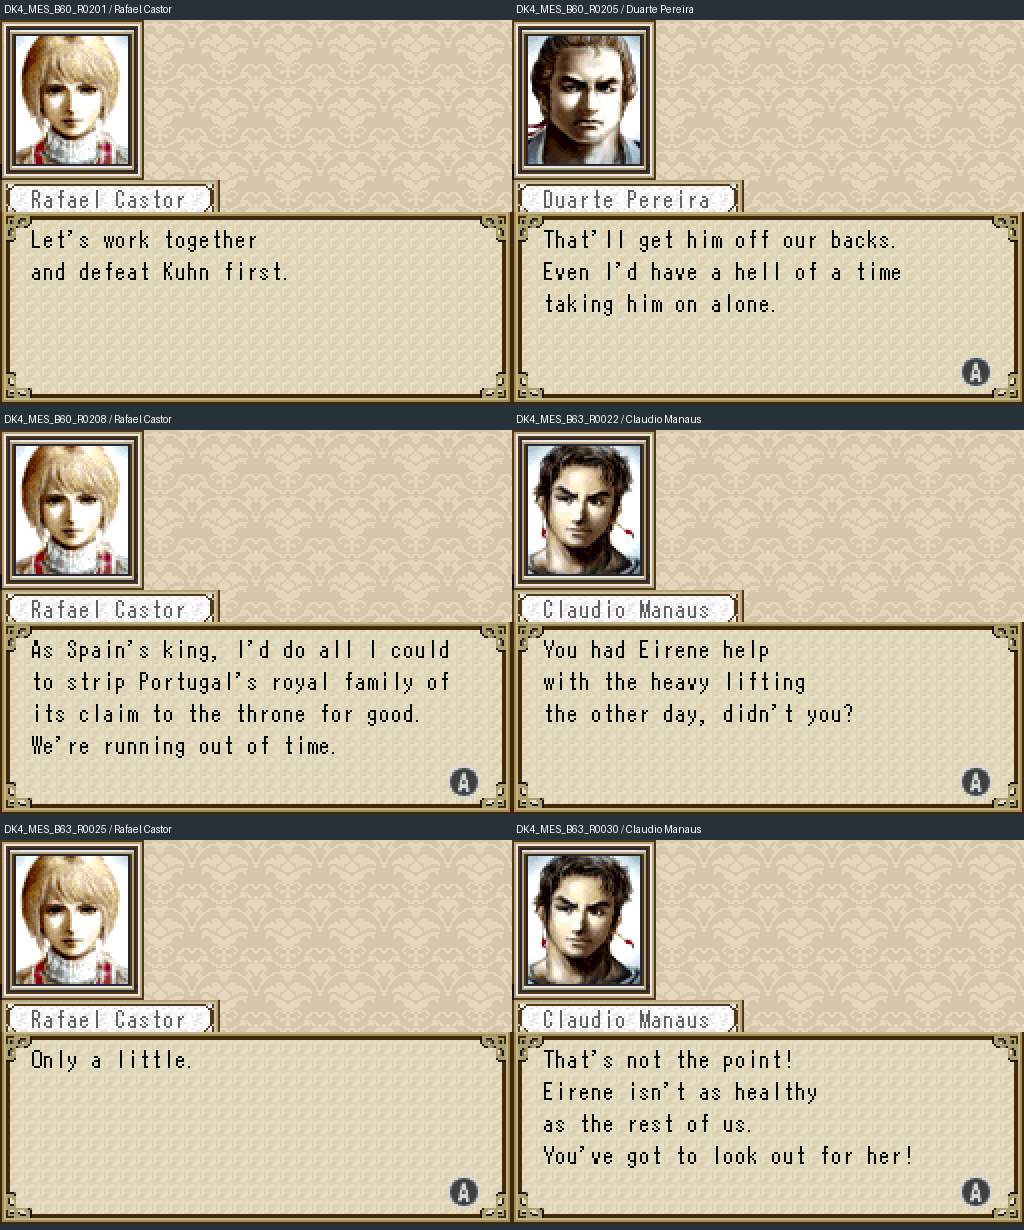 DK4_MES_B60_R0201 / Rafael Castor
Rafael Castor
Let's work together
and defeat Kuhn first.
DK4_MES_B60_R0205 / Duarte Pereira
Duarte Pereira
That'll get him off our backs.
Even I'd have a hell of a time
taking him on alone.
A
DK4_MES_B60_R0208 / Rafael Castor
Rafael Castor
As Spain's king, I'd do all I could
to strip Portugal's royal family of
its claim to the throne for good.
We're running out of time.
A
DK4_MES_B63_R0022 / Claudio Manaus
Claudio Manaus
You had Eirene help
with the heavy lifting
the other day, didn't you?
A
DK4_MES_B63_R0025 / Rafael Castor
Rafael Castor
Only a little.
A
DK4_MES_B63_R0030 / Claudio Manaus
Claudio Manaus
That's not the point!
Eirene isn't as healthy
as the rest of us.
You've got to look out for her!
A